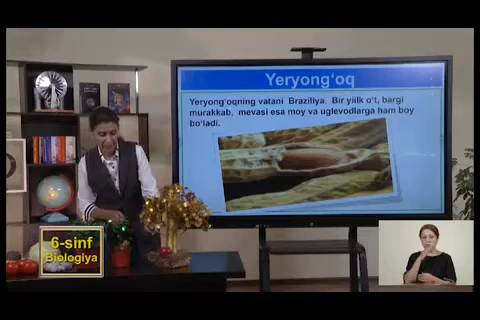 Yeryong‘oq
Yeryong‘oqning vatani Braziliya. Bir yiilk o‘t, bargi
murakkab, mevasi esa moy va uglevodlarga ham boy
bo‘ladi.
6-sinf
Biologiya